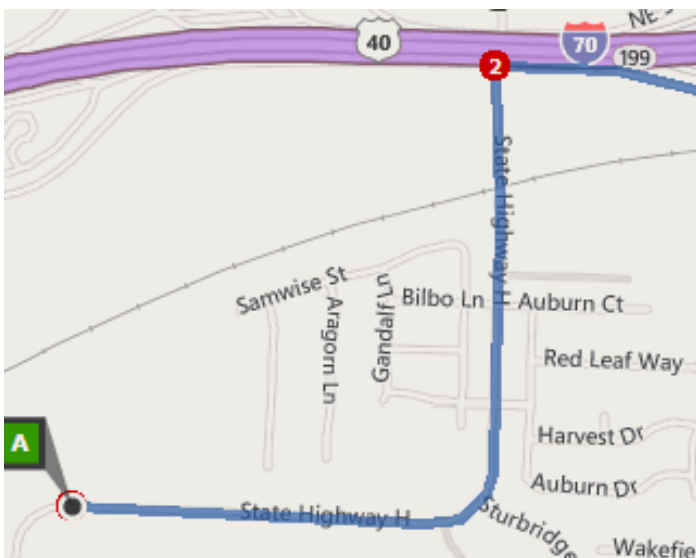 NE
40
70
199
2
State Highway H
Samwise St
Aragorn Ln
Gandalf Ln
Bilbo Ln
Auburn Ct
Red Leaf Way
Harvest Dr
Auburn Dr
A
State Highway H
Sturbridge
Wakefie